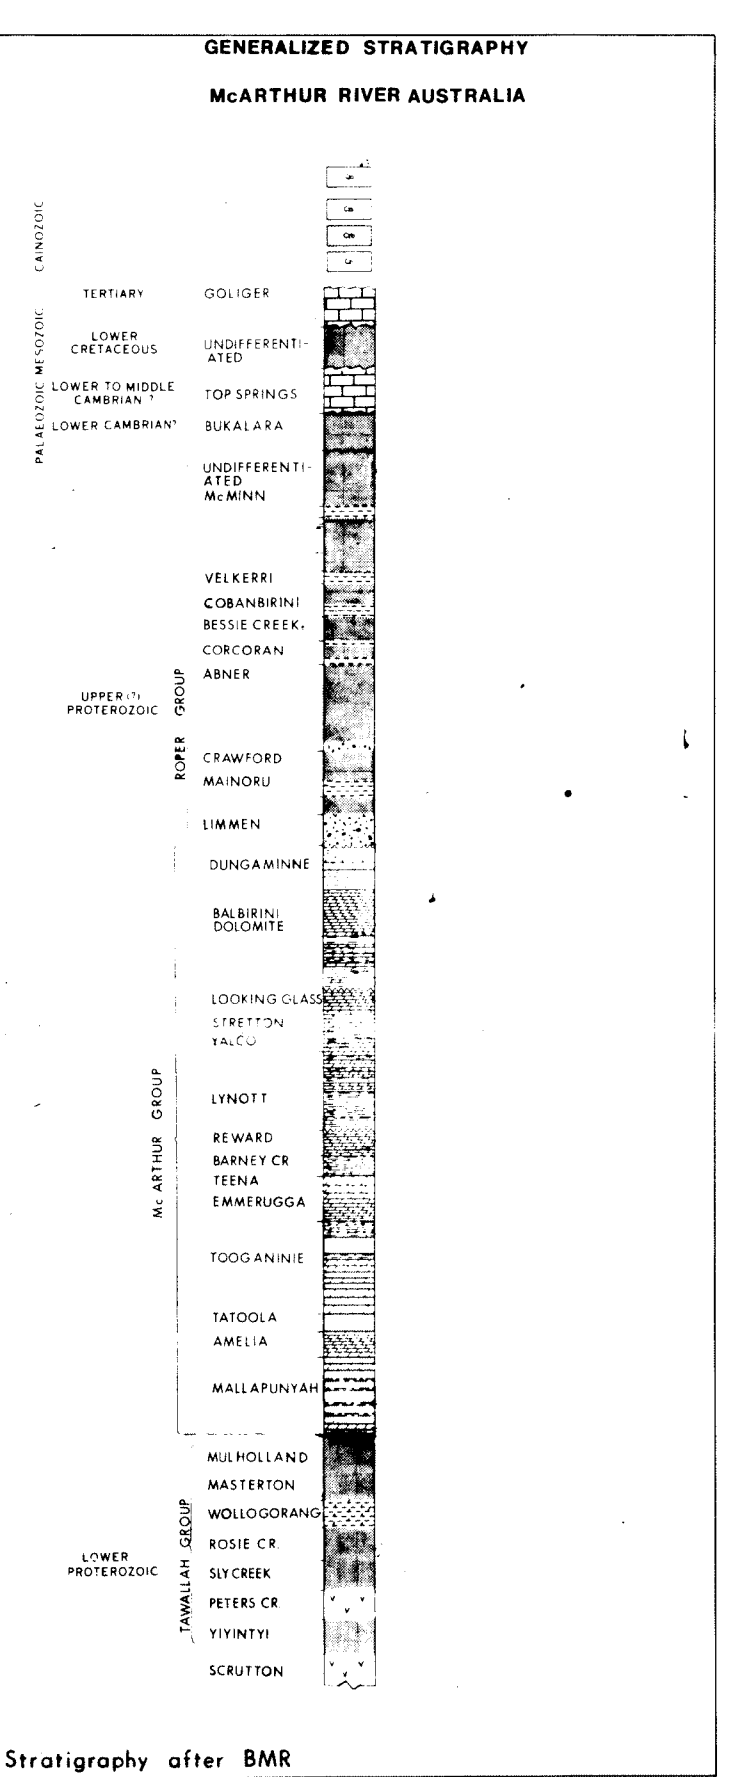 GENERALIZED STRATIGRAPHY
McARTHUR RIVER AUSTRALIA
CAINOZOIC
TERTIARY
GOLIGER
MESOZOIC
LOWER
CRETACEOUS
UNDIFFERENTI-
ATED
PALAEOZOIC
LOWER TO MIDDLE
CAMBRIAN ?
TOP SPRINGS
LOWER CAMBRIAN?
BUKALARA
UNDIFFERENTI-
ATED
McMINN
VELKERRI
COBANBIRINI
BESSIE CREEK
CORCORAN
ABNER
UPPER (?)
PROTEROZOIC
ROPER GROUP
CRAWFORD
MAINORU
LIMMEN
DUNGAMINNE
BALBIRINI
DOLOMITE
LOOKING GLASS
STRETTON
YALCO
LYNOTT
McARTHUR GROUP
REWARD
BARNEY CR
TEENA
EMMERUGGA
TOOGANINIE
TATOOLA
AMELIA
MALLAPUNYAH
MULHOLLAND
MASTERTON
WOLLOGORANG
ROSIE CR.
LOWER
PROTEROZOIC
TAWALLAH GROUP
SLY CREEK
PETERS CR
YIYINTYI
SCRUTTON
Stratigraphy after BMR